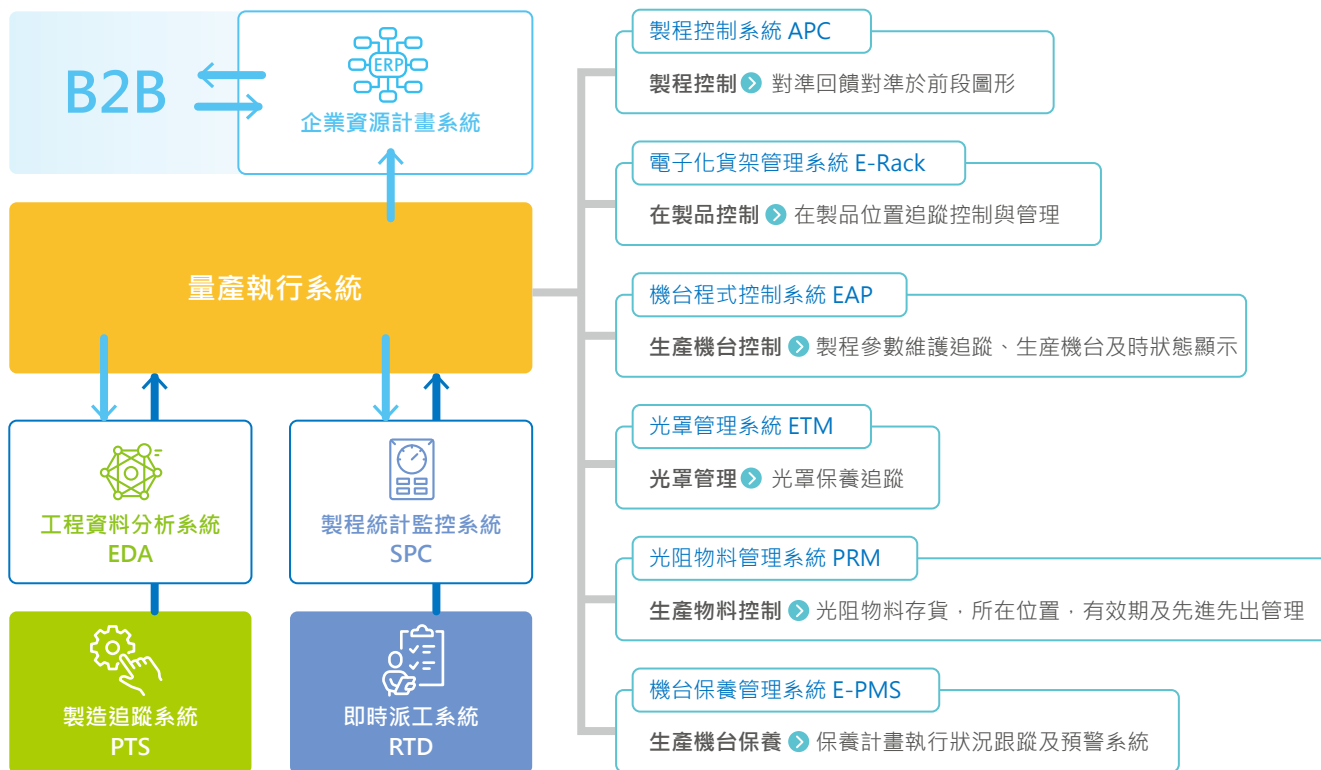 B2B
ERP
企業資源計畫系統
量產執行系統
工程資料分析系統
EDA
製程統計監控系統
SPC
製造追蹤系統
PTS
即時派工系統
RTD
製程控制系統 APC
製程控制 對準回饋對準於前段圖形
電子化貨架管理系統 E-Rack
在製品控制 在製品位置追蹤控制與管理
機台程式控制系統 EAP
生產機台控制 製程參數維護追蹤、生産機台及時狀態顯示
光罩管理系統 ETM
光罩管理 光罩保養追蹤
光阻物料管理系統 PRM
生產物料控制 光阻物料存貨，所在位置，有效期及先進先出管理
機台保養管理系統 E-PMS
生產機台保養 保養計畫執行狀況跟蹤及預警系統